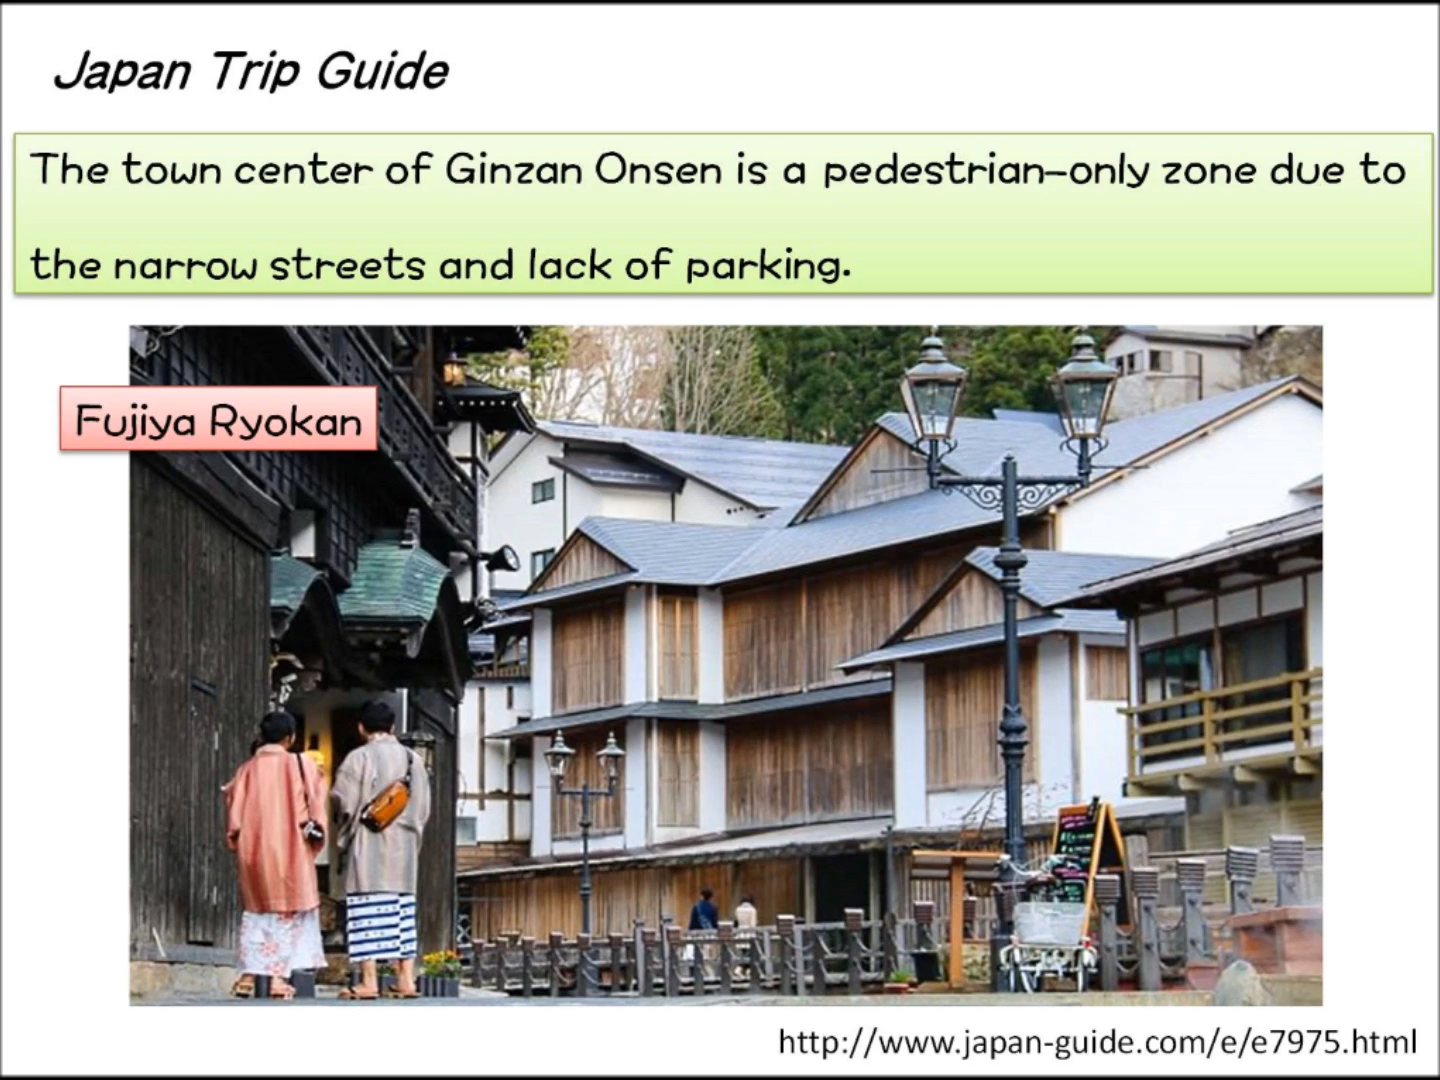 Japan Trip Guide
The town center of Ginzan Onsen is a pedestrian-only zone due to
the narrow streets and lack of parking.
Fujiya Ryokan
http://www.japan-guide.com/e/e7975.html